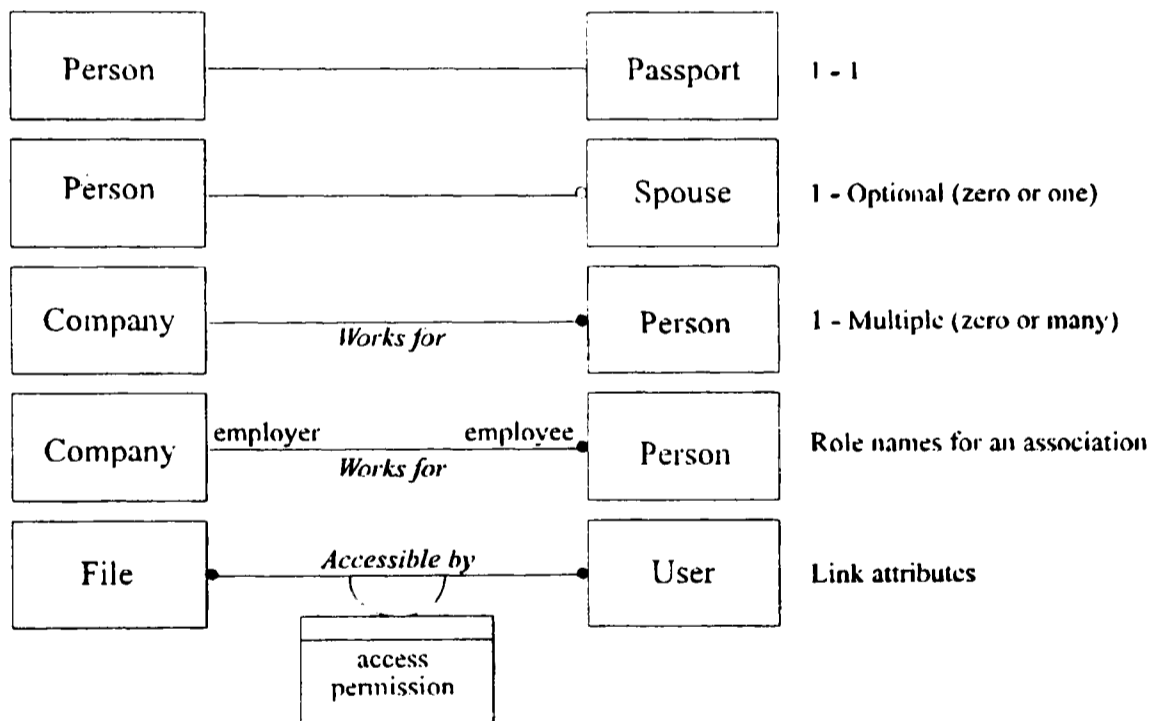 Person Passport 1 - 1
Person Spouse 1 - Optional (zero or one)
Company Works for Person 1 - Multiple (zero or many)
Company employer employee Works for Person Role names for an association
File Accessible by User Link attributes
access
permission